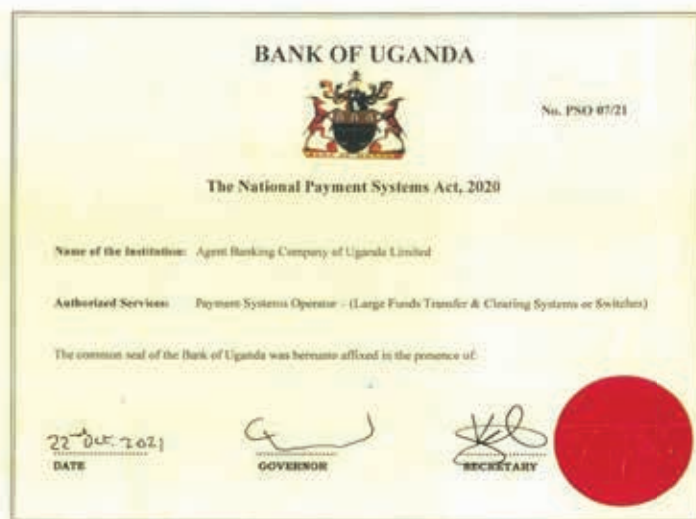 BANK OF UGANDA
No. PSO 07/21
The National Payment Systems Act, 2020
Name of the Institution: Agent Banking Company of Uganda Limited
Authorized Services: Payment Systems Operator - (Large Funds Transfer & Clearing Systems or Switches)
The common seal of the Bank of Uganda was hereunto affixed in the presence of:
22nd Oct. 2021
DATE
GOVERNOR
SECRETARY